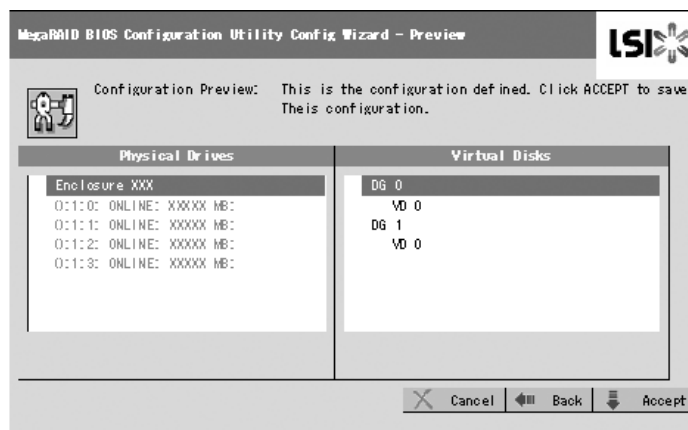 MegaRAID BIOS Configuration Utility Config Wizard - Preview
LSI
Configuration Preview: This is the configuration defined. Click ACCEPT to save
Theis configuration.
Physical Drives
Enclosure XXX
0:1:0: ONLINE: XXXXX MB:
0:1:1: ONLINE: XXXXX MB:
0:1:2: ONLINE: XXXXX MB:
0:1:3: ONLINE: XXXXX MB:
Virtual Disks
DG 0
VD 0
DG 1
VD 0
Cancel Back Accept